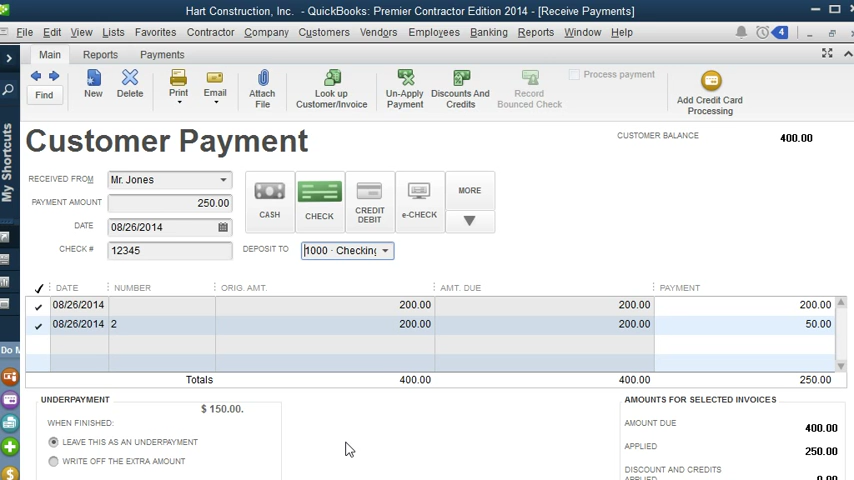 Hart Construction, Inc. - QuickBooks: Premier Contractor Edition 2014 - [Receive Payments]
File Edit View Lists Favorites Contractor Company Customers Vendors Employees Banking Reports Window Help 4
Main Reports Payments
Find New Delete Print Email Attach File Look up Customer/Invoice Un-Apply Payment Discounts And Credits Record Bounced Check Process payment Add Credit Card Processing
My Shortcuts
Customer Payment
CUSTOMER BALANCE 400.00
RECEIVED FROM Mr. Jones
PAYMENT AMOUNT 250.00
DATE 08/26/2014
CHECK # 12345
CASH CHECK CREDIT DEBIT e-CHECK MORE
DEPOSIT TO 1000 · Checking
DATE NUMBER ORIG. AMT. AMT. DUE PAYMENT
08/26/2014 200.00 200.00 200.00
08/26/2014 2 200.00 200.00 50.00
Do M
Totals 400.00 400.00 250.00
UNDERPAYMENT
$ 150.00.
WHEN FINISHED:
LEAVE THIS AS AN UNDERPAYMENT
WRITE OFF THE EXTRA AMOUNT
AMOUNTS FOR SELECTED INVOICES
AMOUNT DUE 400.00
APPLIED 250.00
DISCOUNT AND CREDITS
APPLIED 0.00